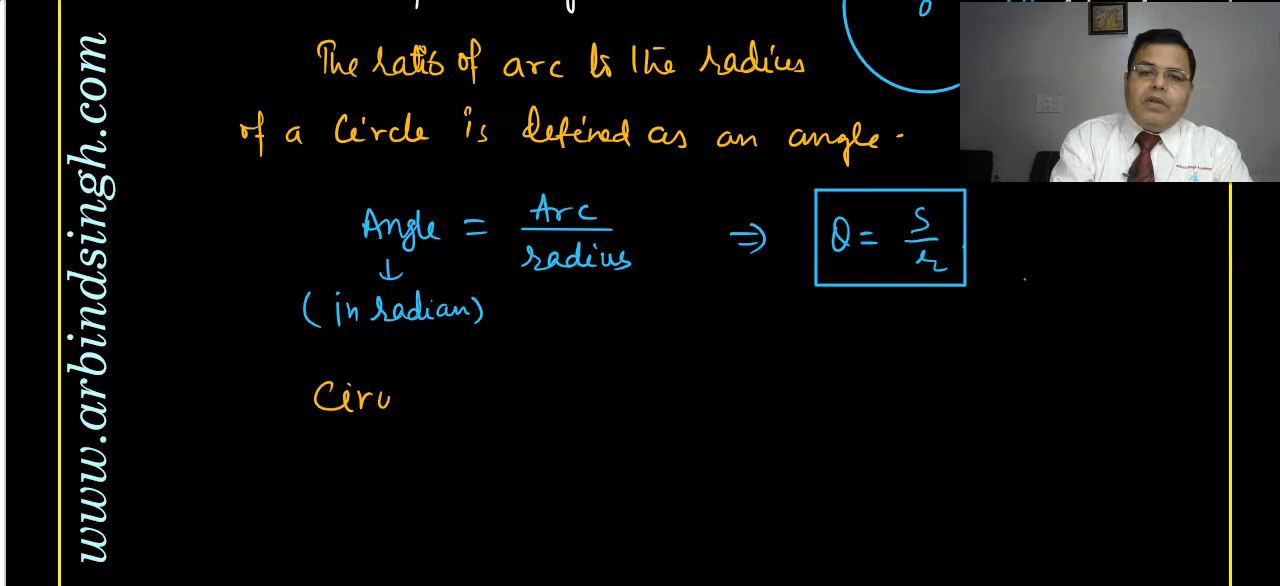 The ratio of arc to the radius
of a circle is defined as an angle.
Angle = Arc / radius ⇒ θ = s / r
↓
(in radian)
Circ
www.arbindsingh.com